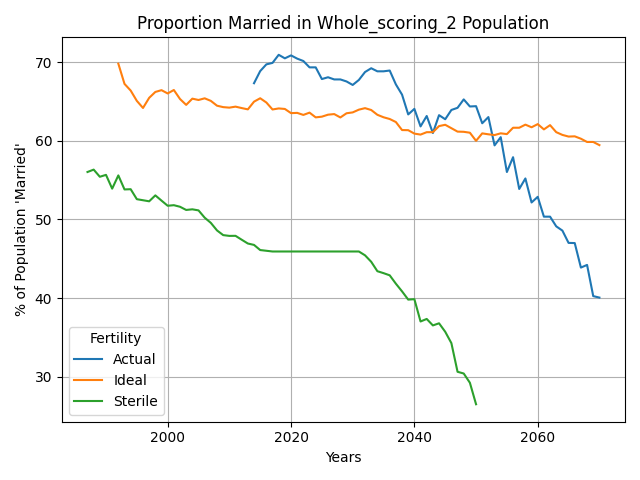 Proportion Married in Whole_scoring_2 Population
% of Population 'Married'
70
60
50
40
30
Fertility
Actual
Ideal
Sterile
2000
2020
2040
2060
Years